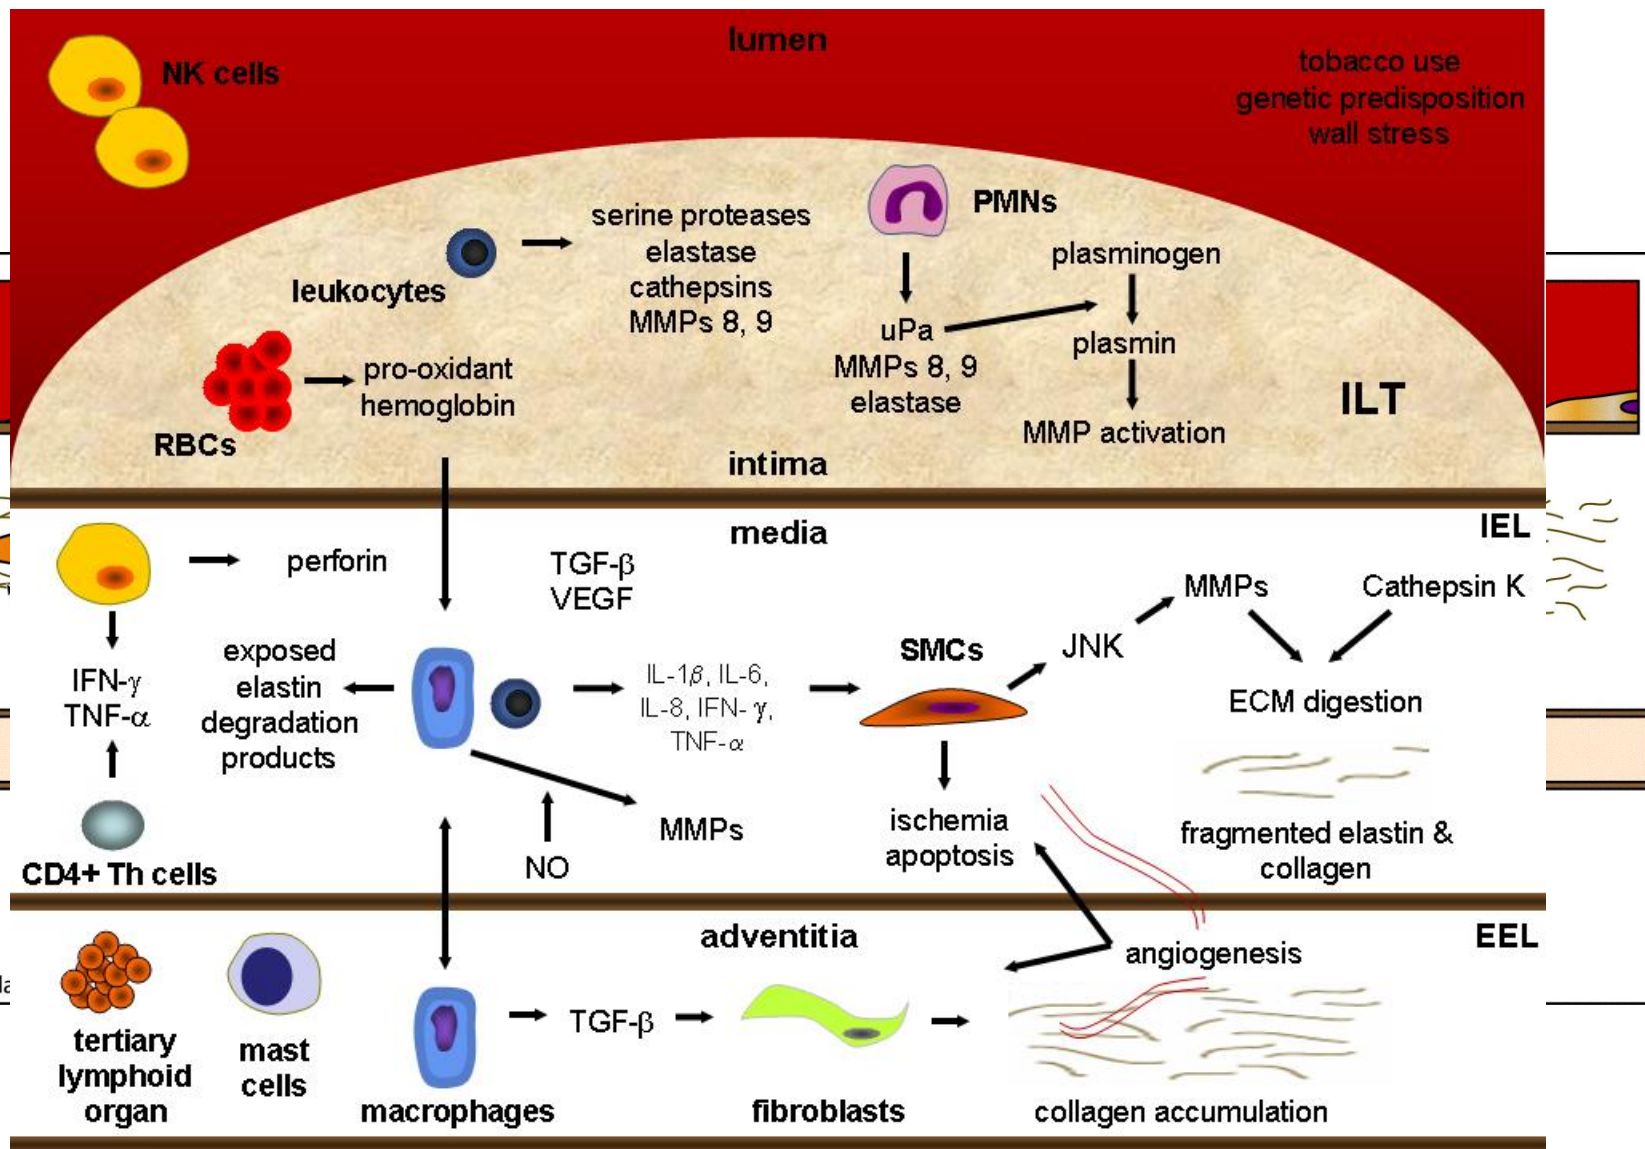 lumen
NK cells
tobacco use
genetic predisposition
wall stress
PMNs
serine proteases
elastase
cathepsins
MMPs 8, 9
leukocytes
plasminogen
uPa
MMPs 8, 9
elastase
plasmin
MMP activation
pro-oxidant
hemoglobin
RBCs
ILT
intima
IEL
media
perforin
TGF-β
VEGF
MMPs
Cathepsin K
IFN-γ
TNF-α
exposed
elastin
degradation
products
IL-1β, IL-6,
IL-8, IFN- γ,
TNF-α
SMCs
JNK
ECM digestion
MMPs
NO
ischemia
apoptosis
fragmented elastin &
collagen
CD4+ Th cells
adventitia
EEL
angiogenesis
tertiary
lymphoid
organ
mast
cells
macrophages
TGF-β
fibroblasts
collagen accumulation